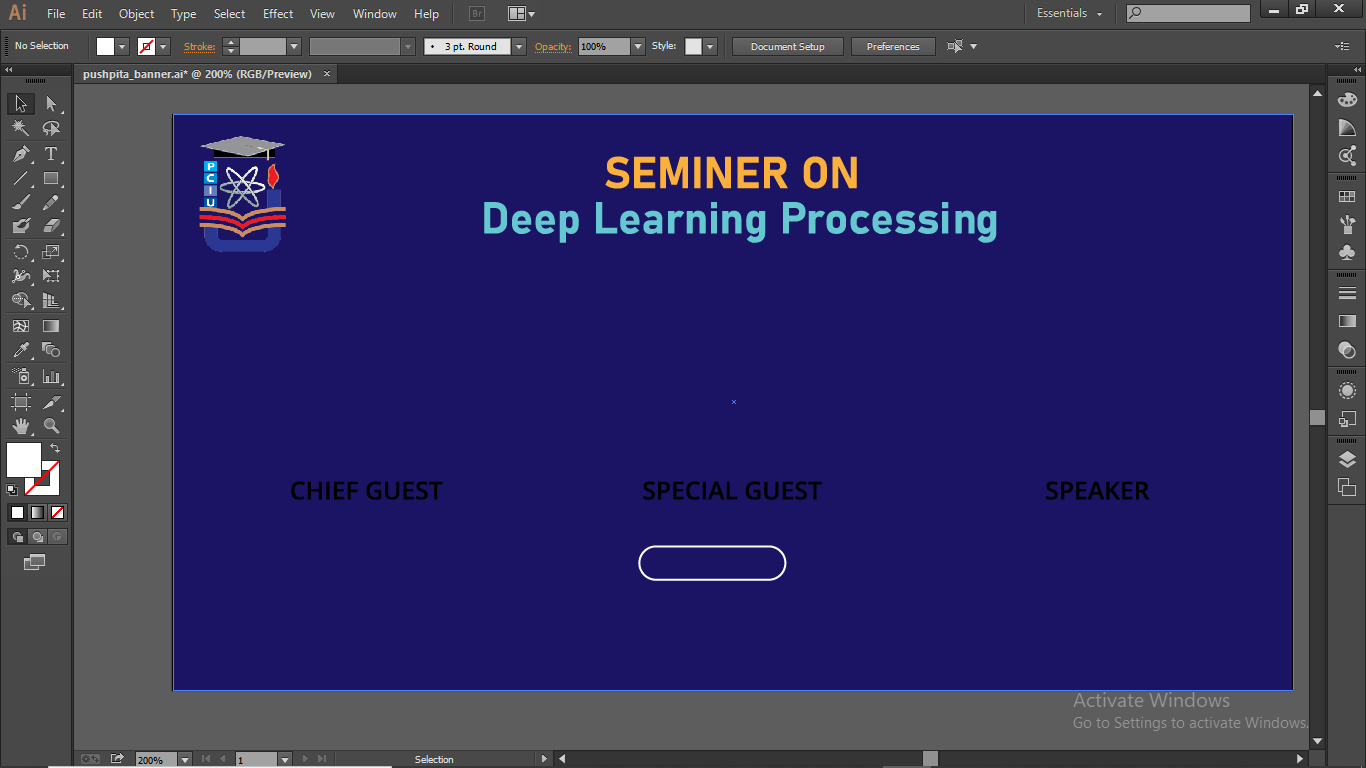 Ai File Edit Object Type Select Effect View Window Help Br Essentials
No Selection Stroke: 3 pt. Round Opacity: 100% Style: Document Setup Preferences
pushpita_banner.ai* @ 200% (RGB/Preview) ×
P
C
I
U
SEMINER ON
Deep Learning Processing
CHIEF GUEST SPECIAL GUEST SPEAKER
Activate Windows
Go to Settings to activate Windows.
200% 1 Selection